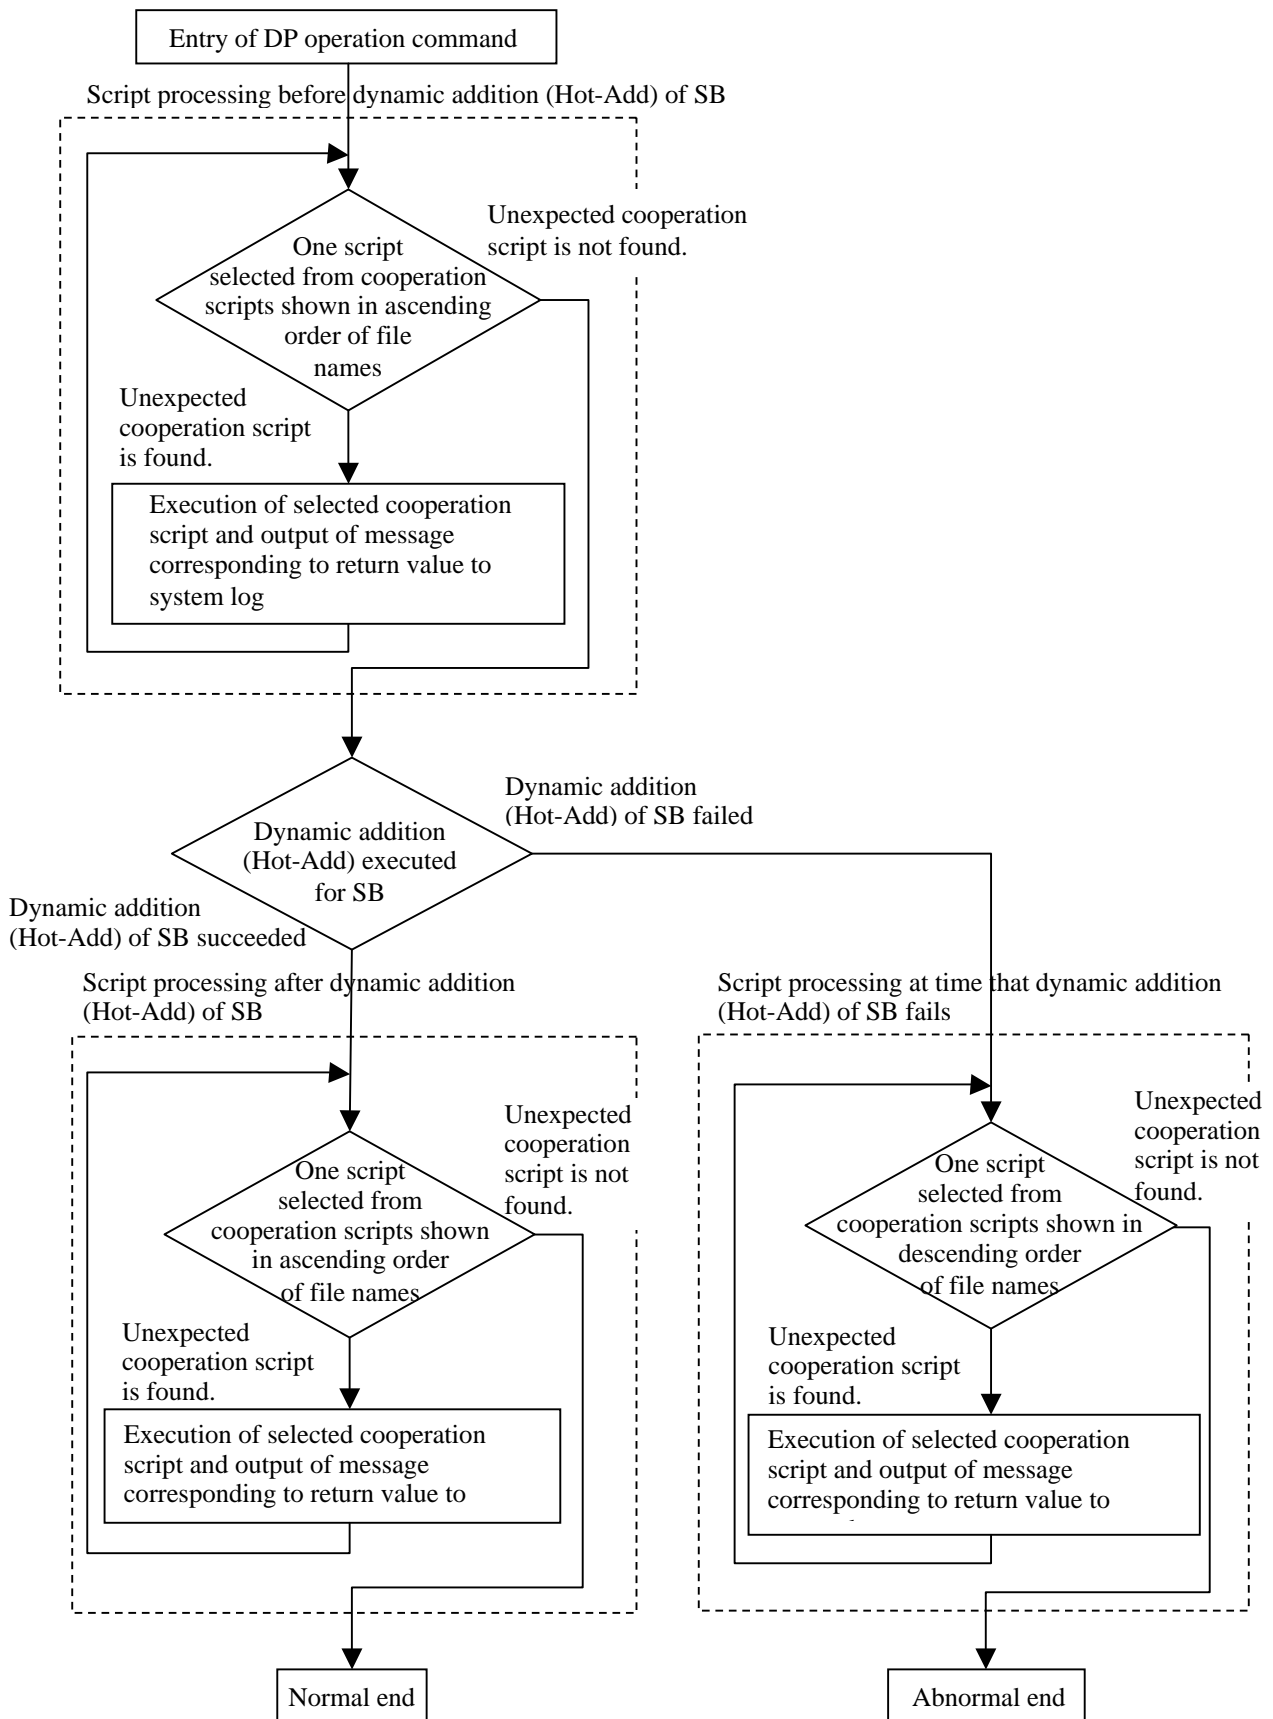 Entry of DP operation command
Script processing before dynamic addition (Hot-Add) of SB
Unexpected cooperation
script is not found.
One script
selected from cooperation
scripts shown in ascending
order of file
names
Unexpected
cooperation script
is found.
Execution of selected cooperation
script and output of message
corresponding to return value to
system log
Dynamic addition
(Hot-Add) of SB failed
Dynamic addition
(Hot-Add) executed
for SB
Dynamic addition
(Hot-Add) of SB succeeded
Script processing after dynamic addition
(Hot-Add) of SB
Unexpected
cooperation
script is not
found.
One script
selected from
cooperation scripts shown
in ascending order
of file names
Unexpected
cooperation script
is found.
Execution of selected cooperation
script and output of message
corresponding to return value to
Normal end
Script processing at time that dynamic addition
(Hot-Add) of SB fails
Unexpected
cooperation
script is not
found.
One script
selected from
cooperation scripts shown in
descending order
of file names
Unexpected
cooperation script
is found.
Execution of selected cooperation
script and output of message
corresponding to return value to
Abnormal end